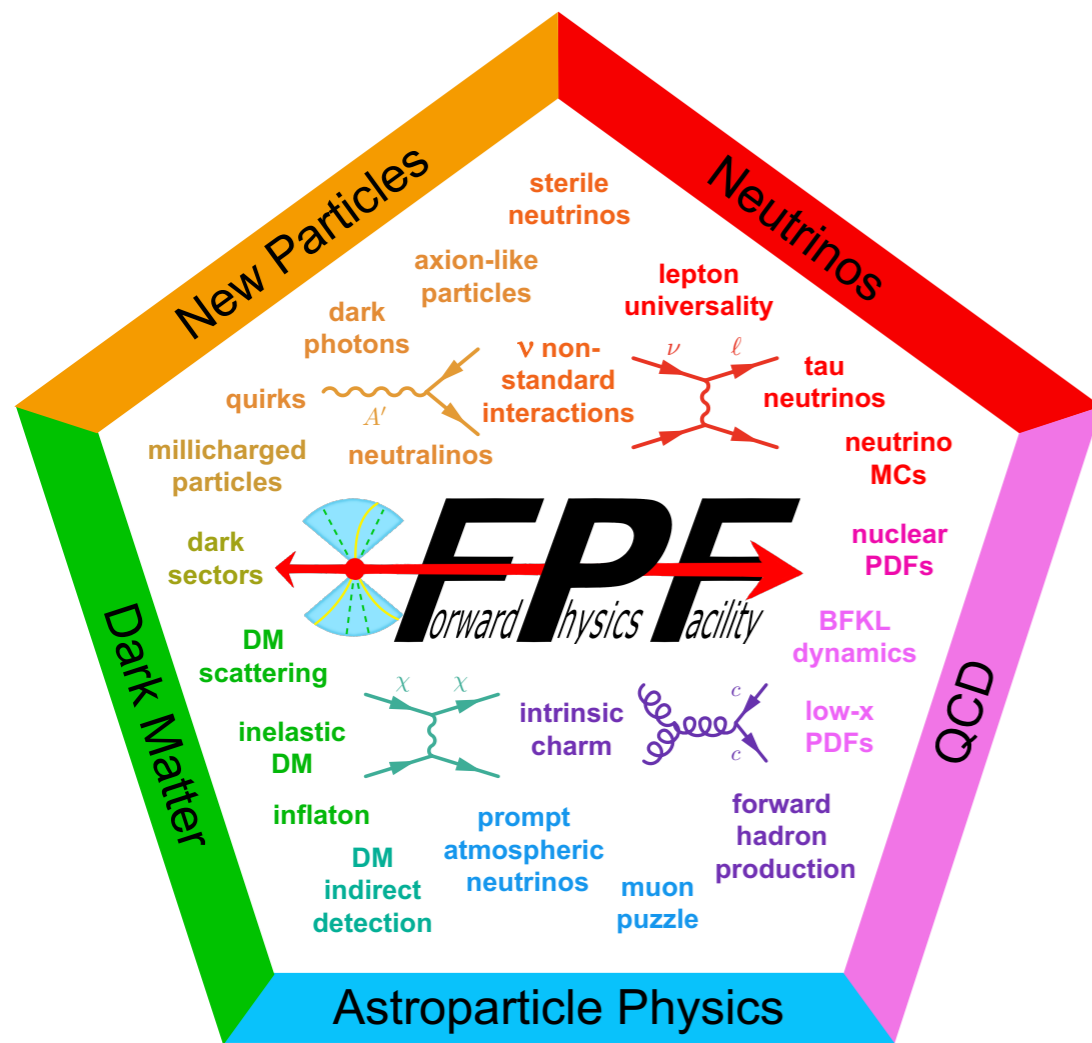 New Particles
Neutrinos
sterile
neutrinos
axion-like
particles
lepton
universality
dark
photons
ν non-
standard
interactions
ν
ℓ
tau
neutrinos
quirks
A′
neutralinos
millicharged
particles
neutrino
MCs
dark
sectors
Forward Physics Facility
nuclear
PDFs
Dark Matter
QCD
DM
scattering
BFKL
dynamics
χ
χ
inelastic
DM
intrinsic
charm
c
c
low-x
PDFs
inflaton
prompt
atmospheric
neutrinos
forward
hadron
production
DM
indirect
detection
muon
puzzle
Astroparticle Physics